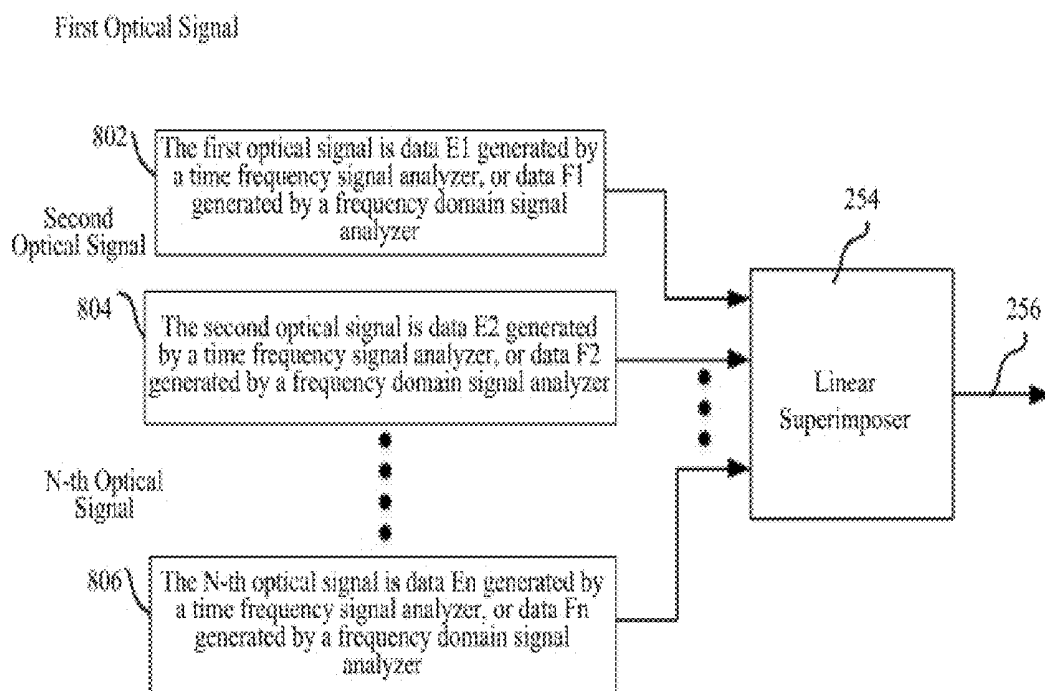 First Optical Signal
802
The first optical signal is data E1 generated by
a time frequency signal analyzer, or data F1
generated by a frequency domain signal
analyzer
Second
Optical Signal
804
The second optical signal is data E2 generated
by a time frequency signal analyzer, or data F2
generated by a frequency domain signal analyzer
254
Linear
Superimposer
256
N-th Optical
Signal
806
The N-th optical signal is data En generated by
a time frequency signal analyzer, or data Fn
generated by a frequency domain signal
analyzer